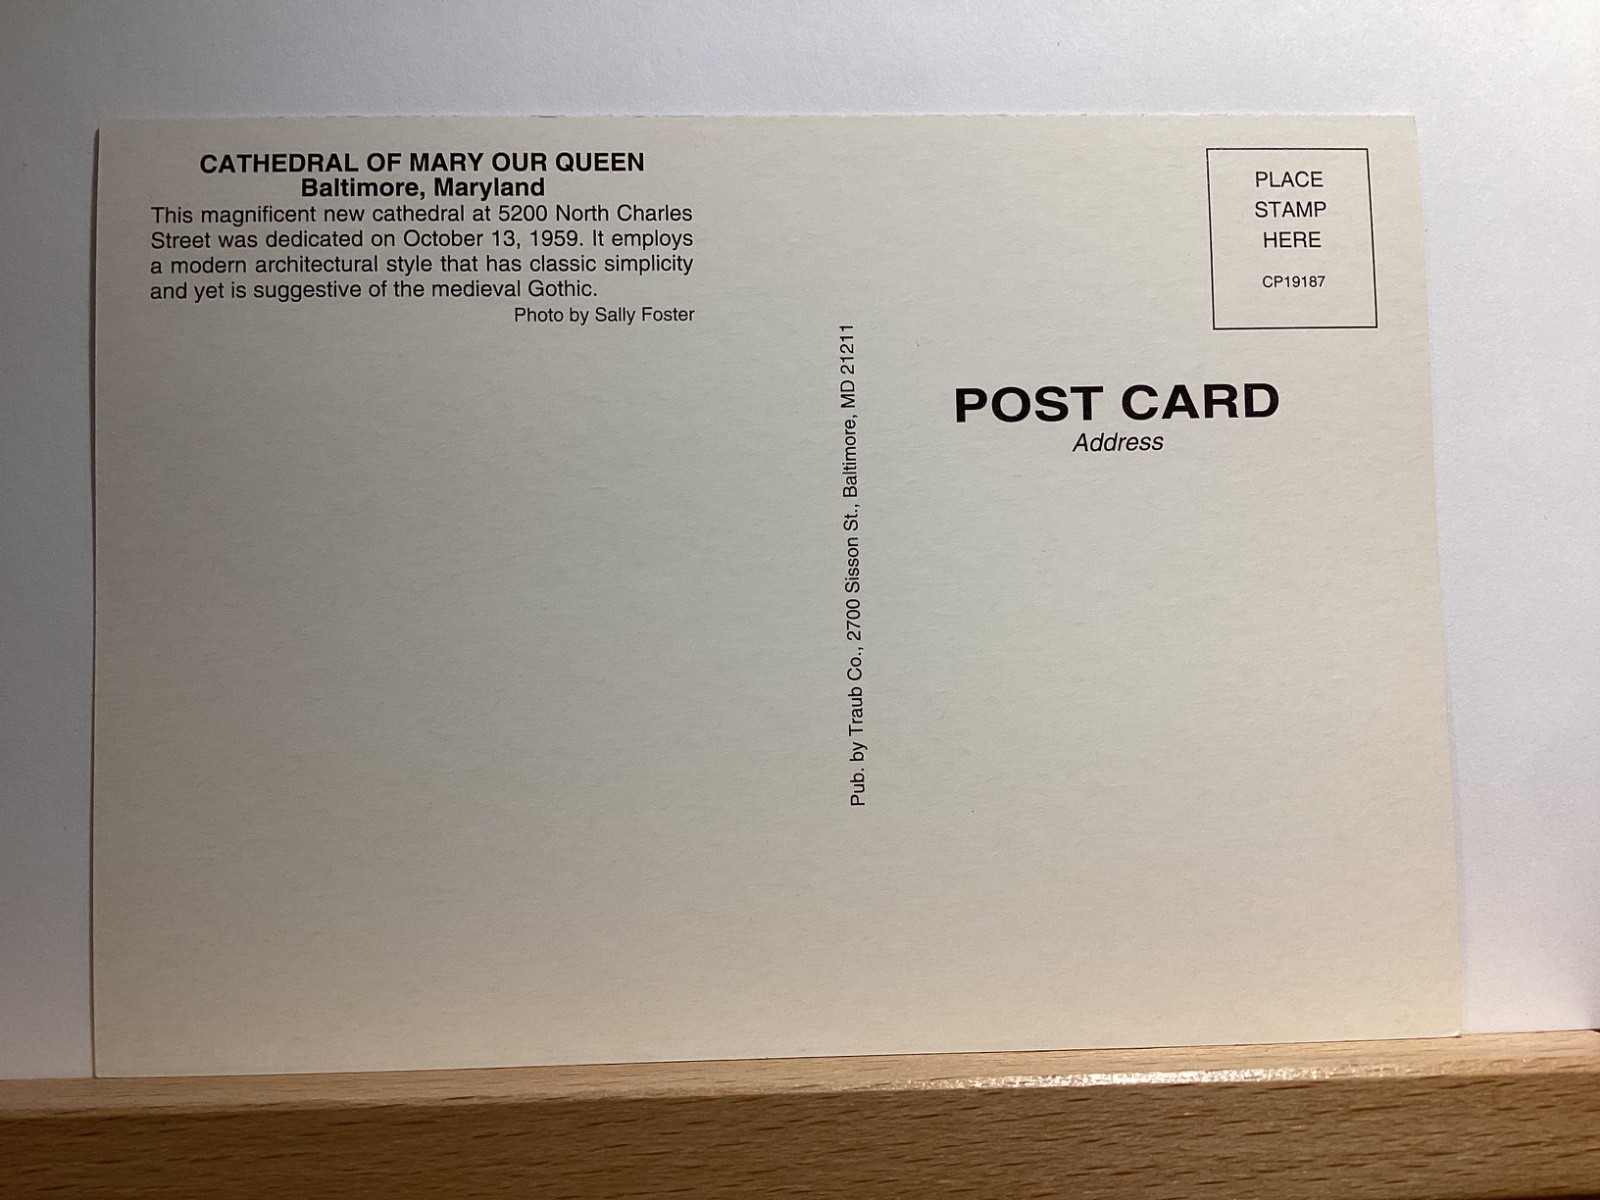 CATHEDRAL OF MARY OUR QUEEN
Baltimore, Maryland
This magnificent new cathedral at 5200 North Charles
Street was dedicated on October 13, 1959. It employs
a modern architectural style that has classic simplicity
and yet is suggestive of the medieval Gothic.
Photo by Sally Foster
Pub. by Traub Co., 2700 Sisson St., Baltimore, MD 21211
PLACE
STAMP
HERE
CP19187
POST CARD
Address